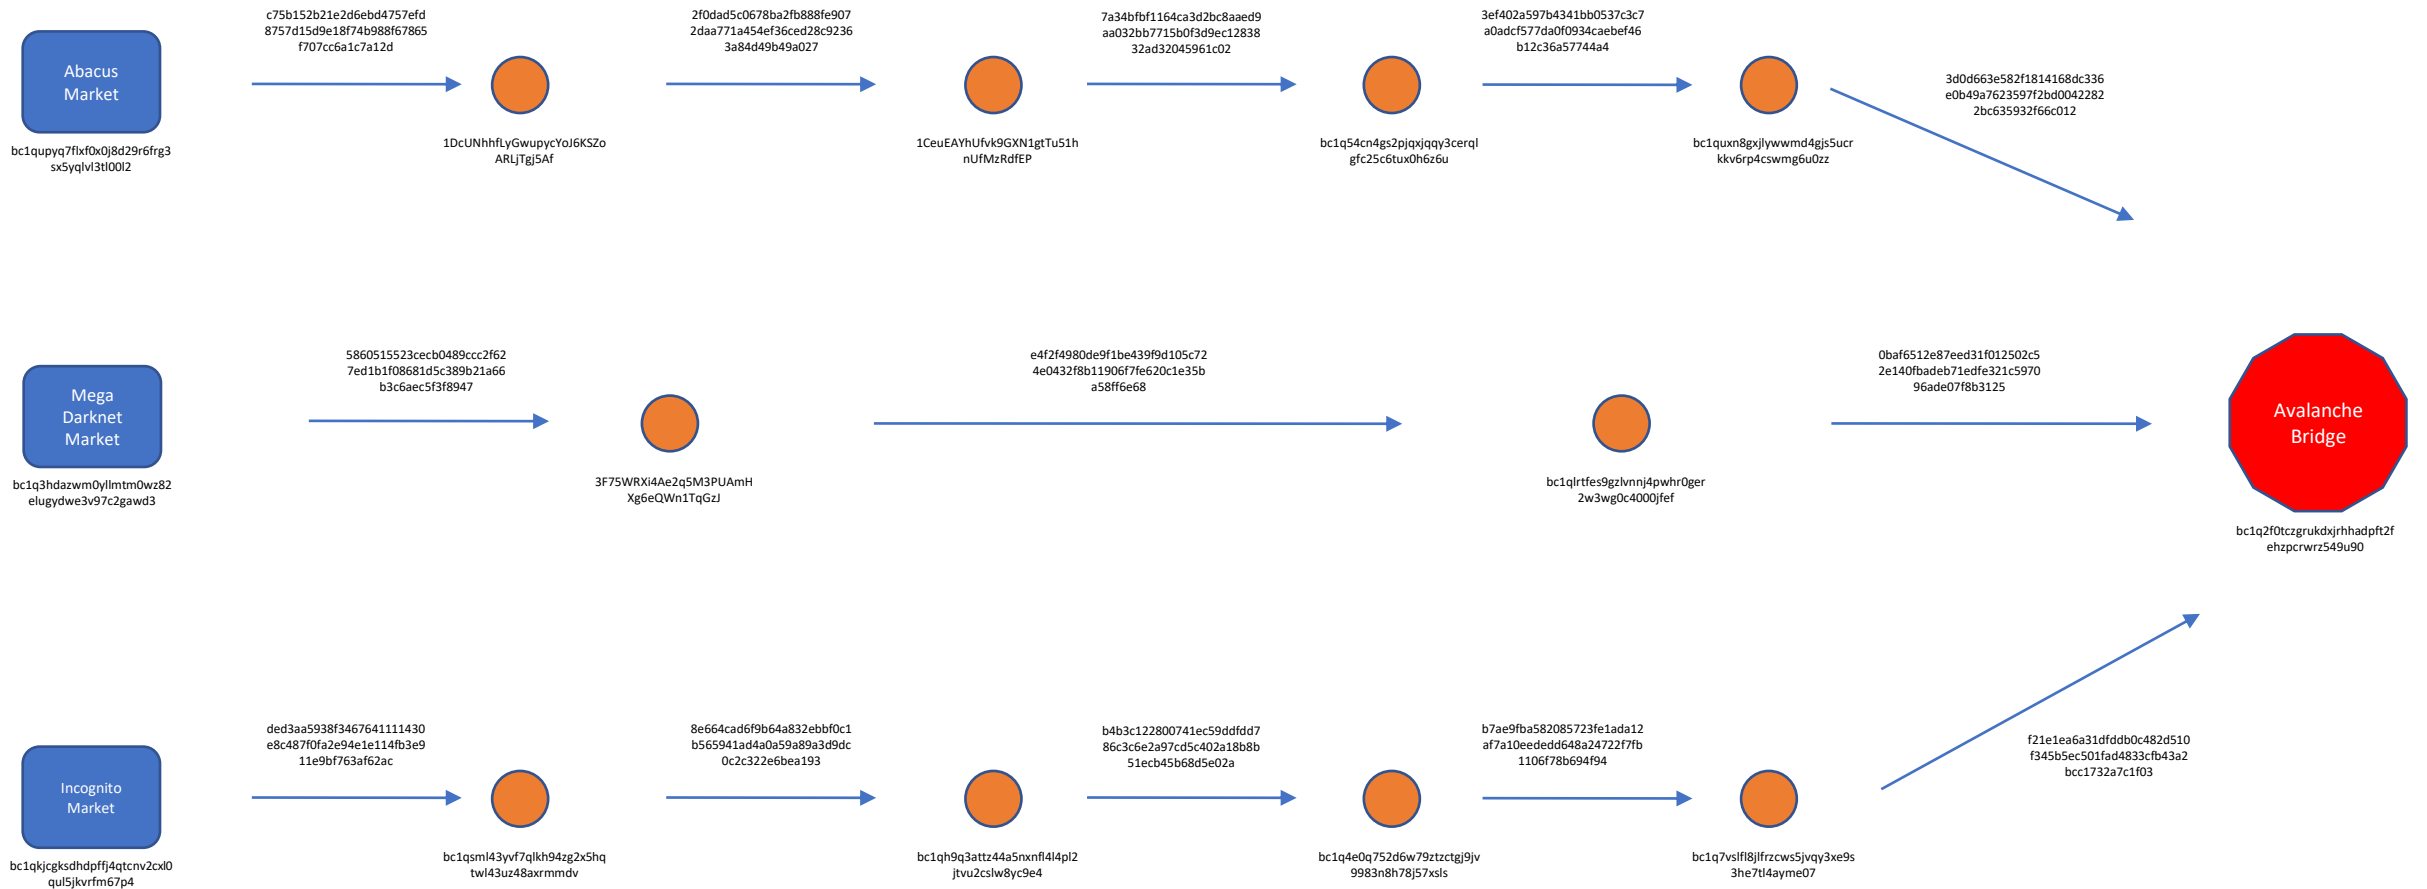 c75b152b21e2d6ebd4757efd
8757d15d9e18f74b988f67865
f707cc6a1c7a12d
2f0dad5c0678ba2fb888fe907
2daa771a454ef36ced28c9236
3a84d49b49a027
7a34bfbf1164ca3d2bc8aaed9
aa032bb7715b0f3d9ec12838
32ad32045961c02
3ef402a597b4341bb0537c3c7
a0adcf577da0f0934caebef46
b12c36a57744a4
3d0d663e582f1814168dc336
e0b49a7623597f2bd0042282
2bc635932f66c012
Abacus
Market
bc1qupyq7flxf0x0j8d29r6frg3
sx5yqlvl3tl00l2
1DcUNhhfLyGwupycYoJ6KSZo
ARLjTgj5Af
1CeuEAYhUfvk9GXN1gtTu51h
nUfMzRdfEP
bc1q54cn4gs2pjqxjqqy3cerql
gfc25c6tux0h6z6u
bc1quxn8gxjlywwmd4gjs5ucr
kkv6rp4cswmg6u0zz
5860515523cecb0489ccc2f62
7ed1b1f08681d5c389b21a66
b3c6aec5f3f8947
e4f2f4980de9f1be439f9d105c72
4e0432f8b11906f7fe620c1e35b
a58ff6e68
0baf6512e87eed31f012502c5
2e140fbadeb71edfe321c5970
96ade07f8b3125
Mega
Darknet
Market
bc1q3hdazwm0yllmtm0wz82
elugydwe3v97c2gawd3
3F75WRXi4Ae2q5M3PUAmH
Xg6eQWn1TqGzJ
bc1qlrtfes9gzlvnnj4pwhr0ger
2w3wg0c4000jfef
Avalanche
Bridge
bc1q2f0tczgrukdxjrhhadpft2f
ehzpcrwrz549u90
ded3aa5938f3467641111430
e8c487f0fa2e94e1e114fb3e9
11e9bf763af62ac
8e664cad6f9b64a832ebbf0c1
b565941ad4a0a59a89a3d9dc
0c2c322e6bea193
b4b3c122800741ec59ddfdd7
86c3c6e2a97cd5c402a18b8b
51ecb45b68d5e02a
b7ae9fba582085723fe1ada12
af7a10eededd648a24722f7fb
1106f78b694f94
f21e1ea6a31dfddb0c482d510
f345b5ec501fad4833cfb43a2
bcc1732a7c1f03
Incognito
Market
bc1qkjcgksdhdpffj4qtcnv2cxl0
qul5jkvrfm67p4
bc1qsml43yvf7qlkh94zg2x5hq
twl43uz48axrmmdv
bc1qh9q3attz44a5nxnfl4l4pl2
jtvu2cslw8yc9e4
bc1q4e0q752d6w79ztzctgj9jv
9983n8h78j57xsls
bc1q7vslfl8jlfrzcws5jvqy3xe9s
3he7tl4ayme07